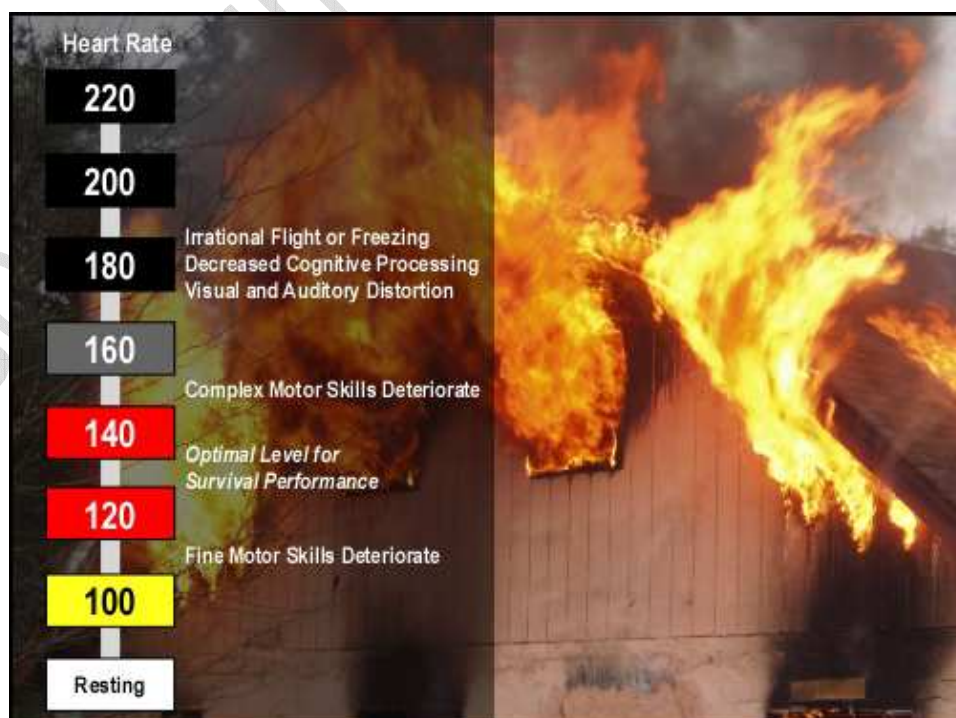 Heart Rate
220
200
180
Irrational Flight or Freezing
Decreased Cognitive Processing
Visual and Auditory Distortion
160
Complex Motor Skills Deteriorate
140
Optimal Level for
Survival Performance
120
Fine Motor Skills Deteriorate
100
Resting